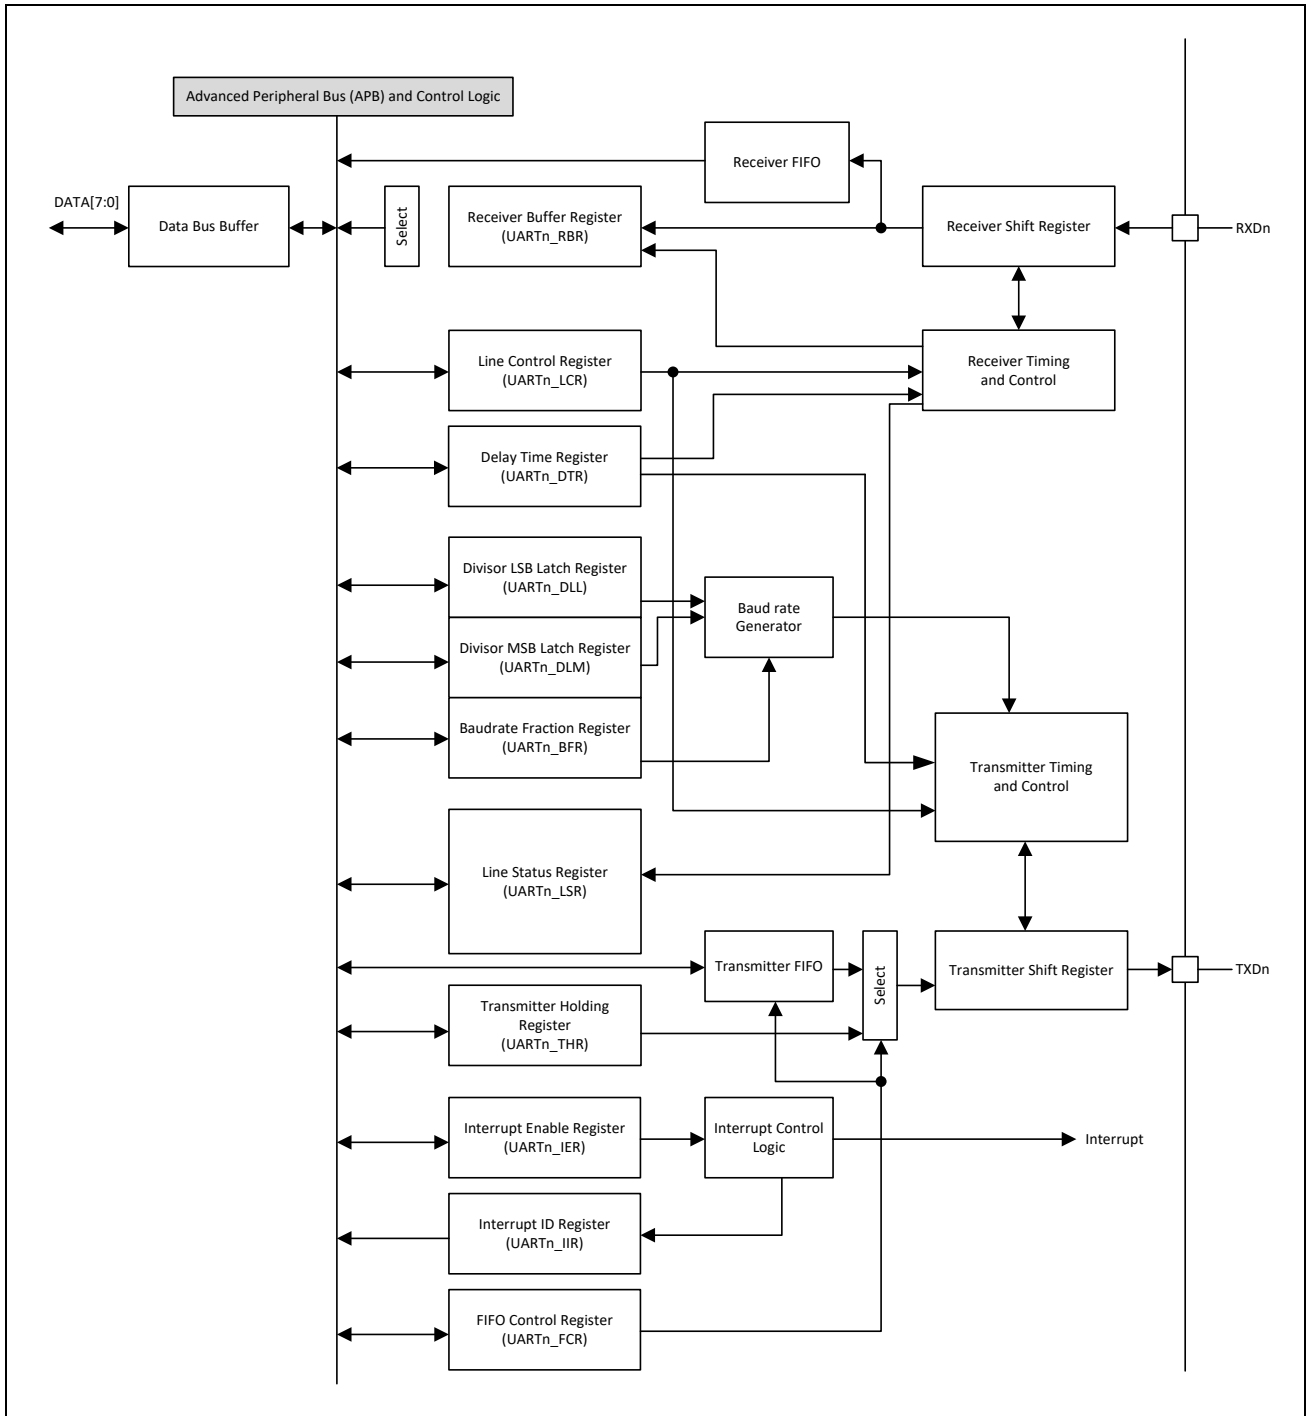 Advanced Peripheral Bus (APB) and Control Logic
Receiver FIFO
DATA[7:0]
Data Bus Buffer
Select
Receiver Buffer Register
(UARTn_RBR)
Receiver Shift Register
RXDn
Line Control Register
(UARTn_LCR)
Receiver Timing
and Control
Delay Time Register
(UARTn_DTR)
Divisor LSB Latch Register
(UARTn_DLL)
Baud rate
Generator
Divisor MSB Latch Register
(UARTn_DLM)
Baudrate Fraction Register
(UARTn_BFR)
Transmitter Timing
and Control
Line Status Register
(UARTn_LSR)
Transmitter FIFO
Select
Transmitter Shift Register
TXDn
Transmitter Holding
Register
(UARTn_THR)
Interrupt Enable Register
(UARTn_IER)
Interrupt Control
Logic
Interrupt
Interrupt ID Register
(UARTn_IIR)
FIFO Control Register
(UARTn_FCR)